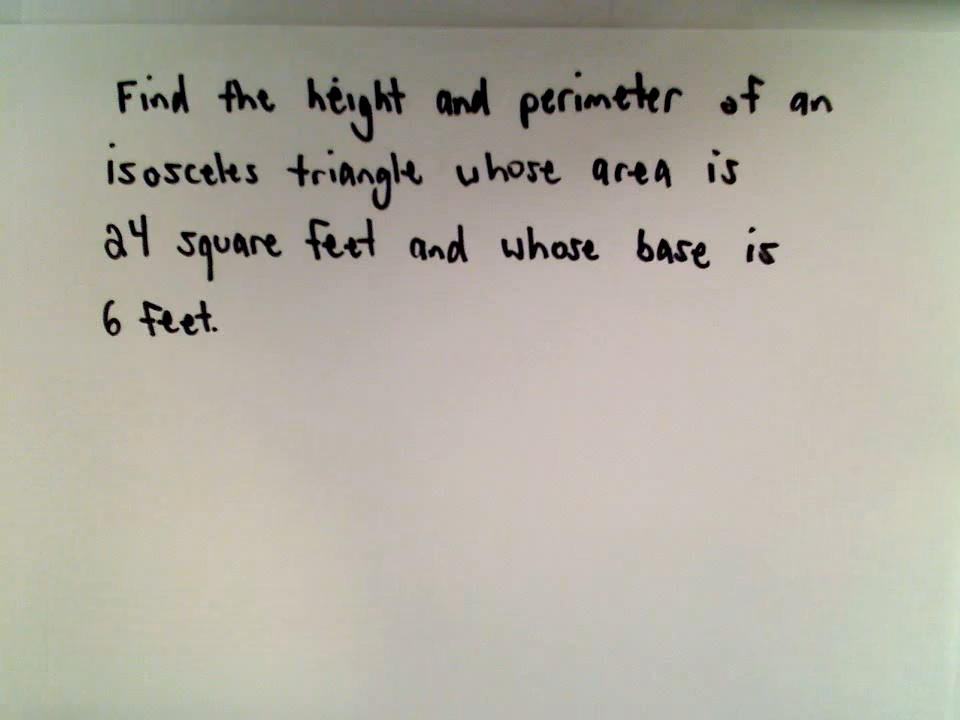 Find the height and perimeter of an
isosceles triangle whose area is
24 square feet and whose base is
6 feet.